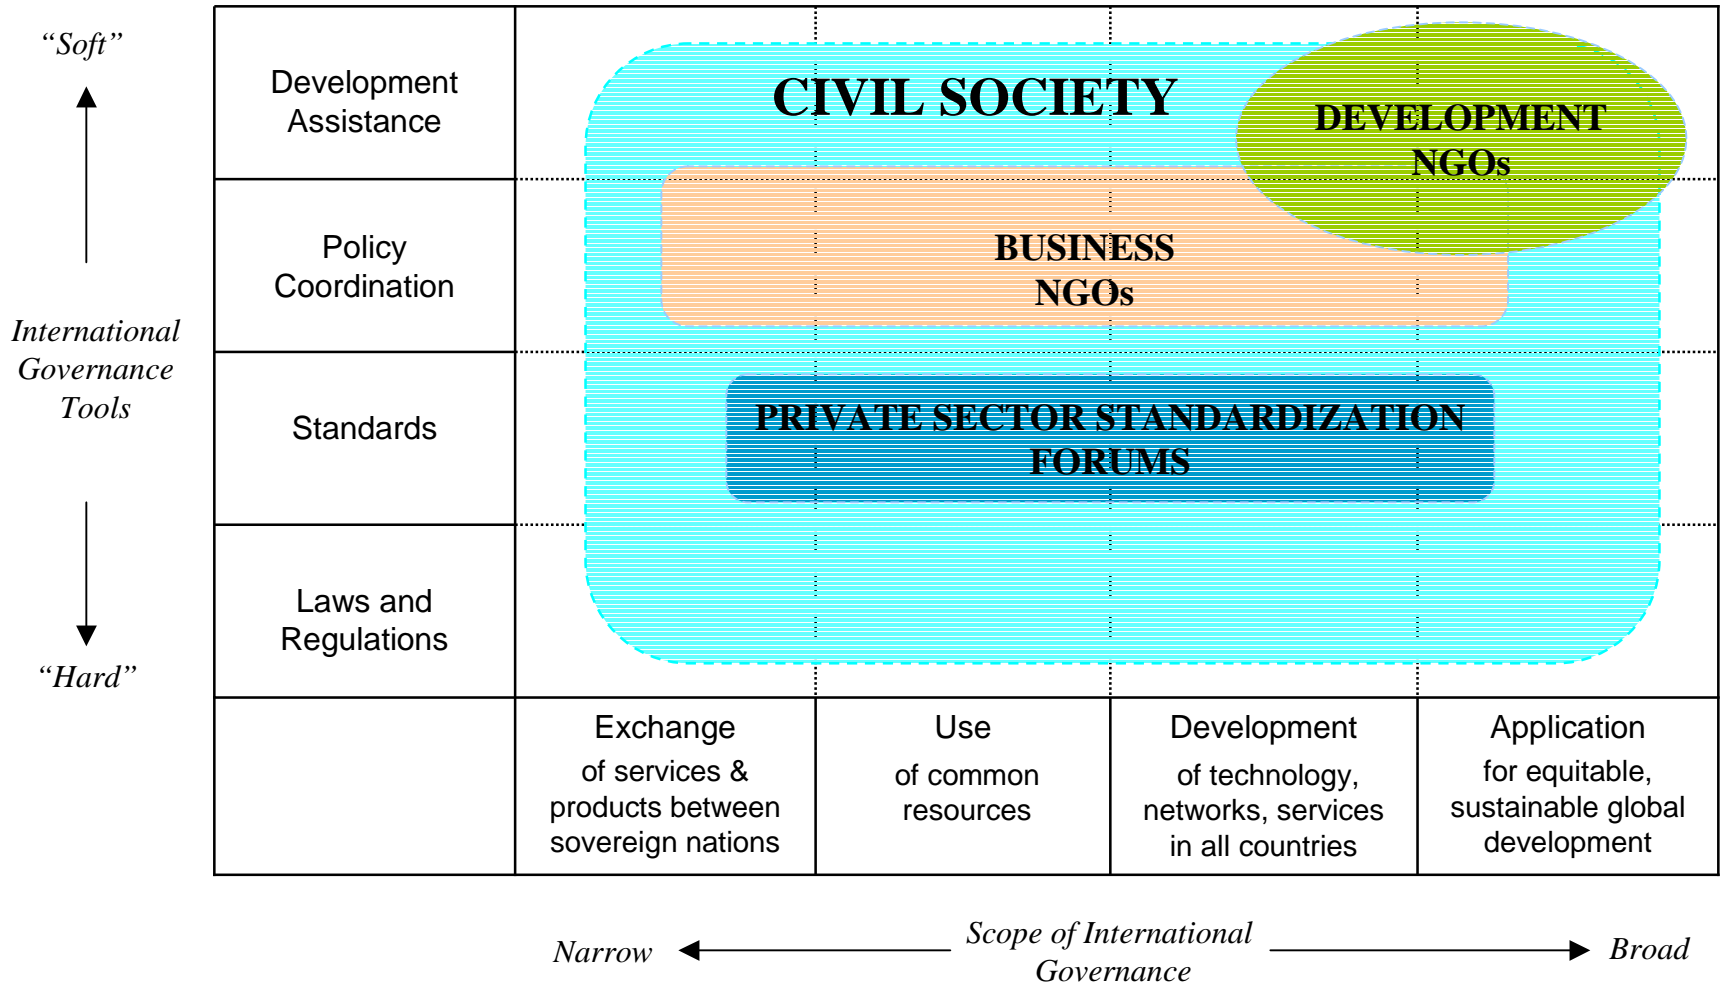 “Soft”
Development
Assistance
CIVIL SOCIETY
DEVELOPMENT
NGOs
Policy
Coordination
BUSINESS
NGOs
International
Governance
Tools
Standards
PRIVATE SECTOR STANDARDIZATION
FORUMS
Laws and
Regulations
“Hard”
Exchange
of services &
products between
sovereign nations
Use
of common
resources
Development
of technology,
networks, services
in all countries
Application
for equitable,
sustainable global
development
Narrow
Scope of International
Governance
Broad